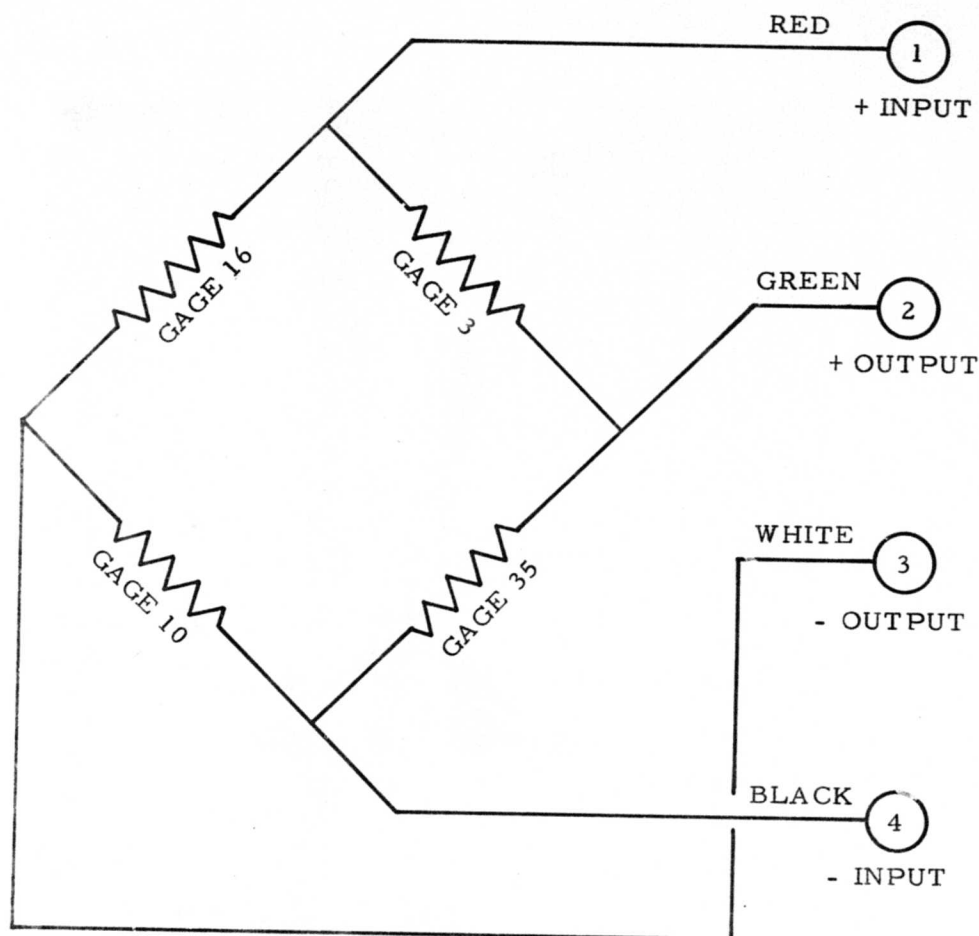 RED
1
+ INPUT
GAGE 16
GAGE 3
GREEN
2
+ OUTPUT
WHITE
3
- OUTPUT
GAGE 10
GAGE 35
BLACK
4
- INPUT